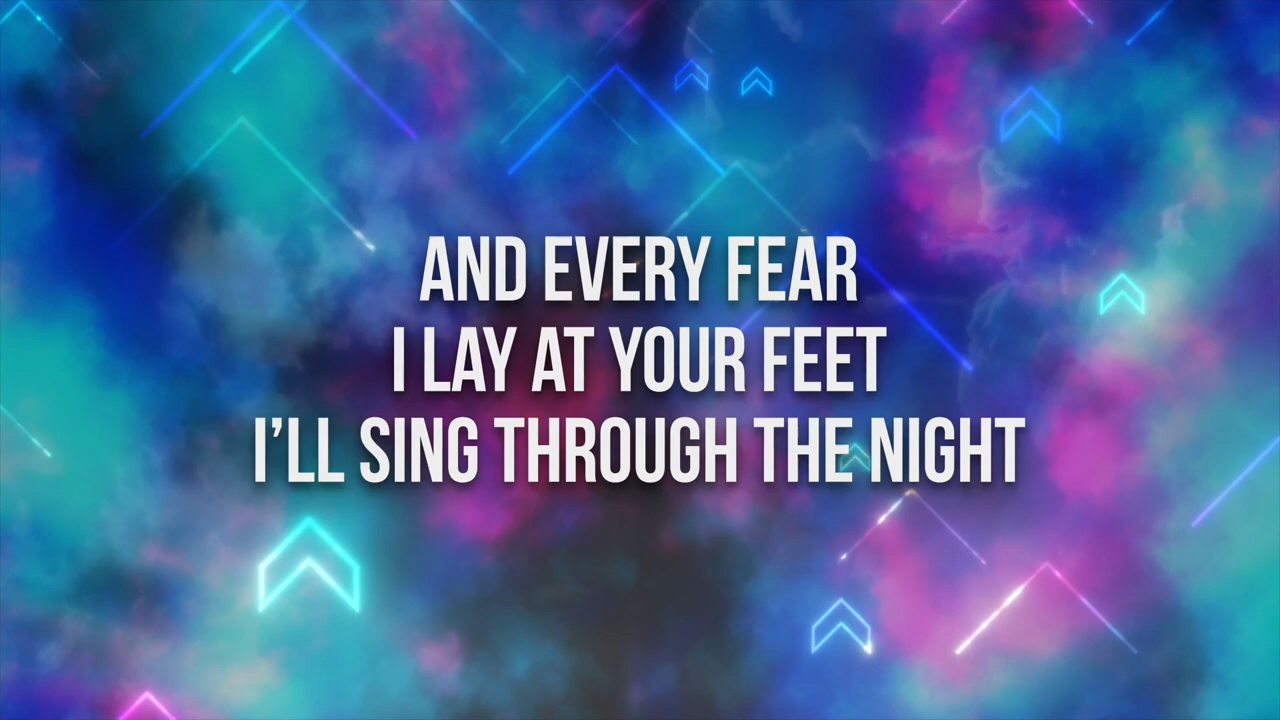 AND EVERY FEAR
I LAY AT YOUR FEET
I’LL SING THROUGH THE NIGHT